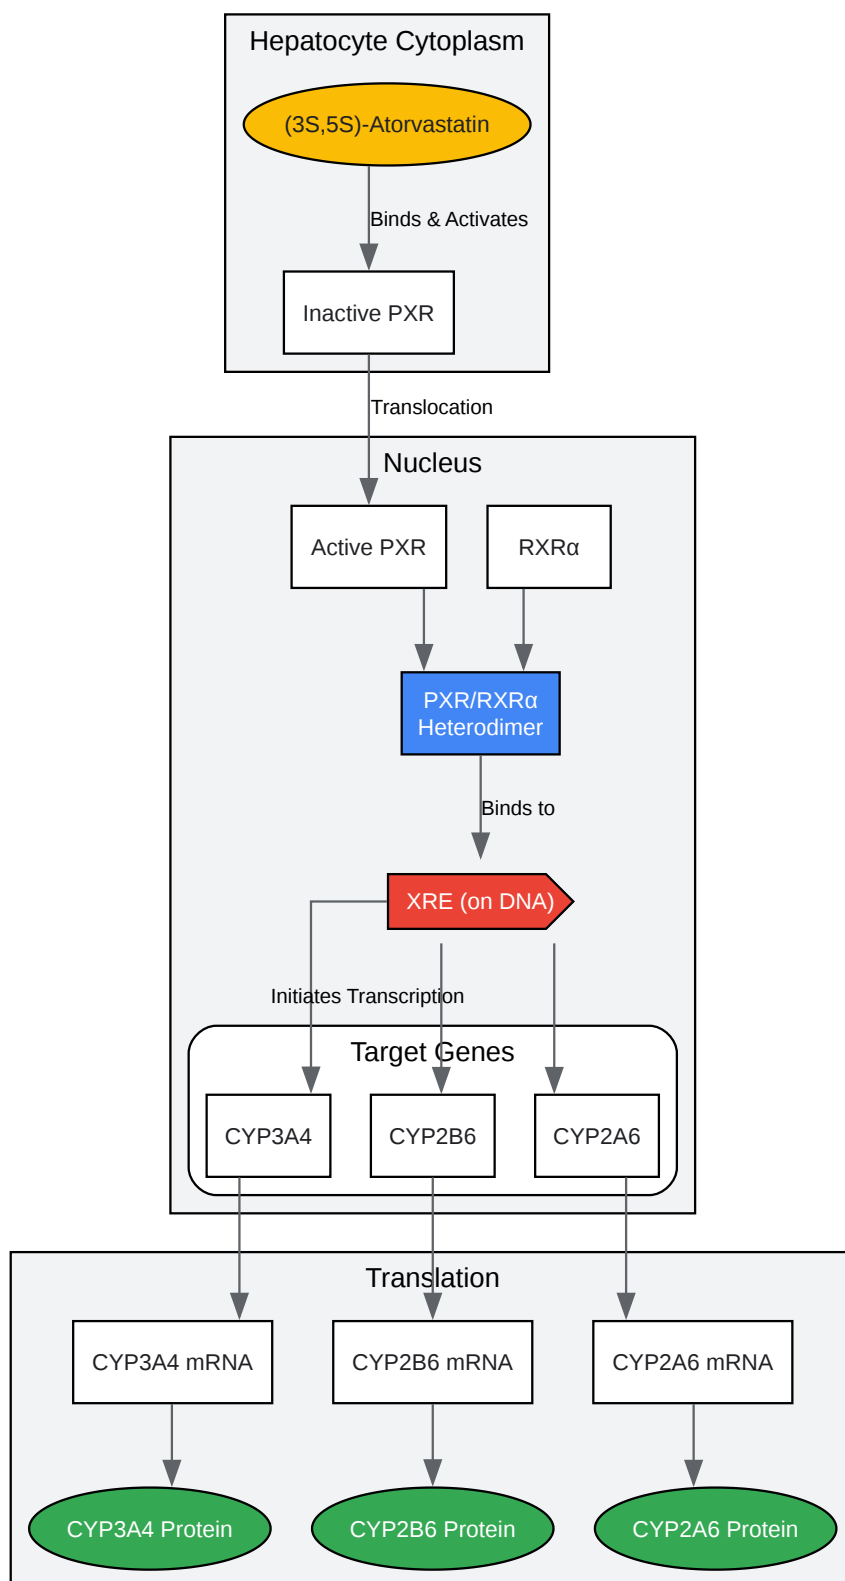 Hepatocyte Cytoplasm
(3S,5S)-Atorvastatin
Binds & Activates
Inactive PXR
Translocation
Nucleus
Active PXR
RXRα
PXR/RXRα
Heterodimer
Binds to
XRE (on DNA)
Initiates Transcription
Target Genes
CYP3A4
CYP2B6
CYP2A6
Translation
CYP3A4 mRNA
CYP2B6 mRNA
CYP2A6 mRNA
CYP3A4 Protein
CYP2B6 Protein
CYP2A6 Protein